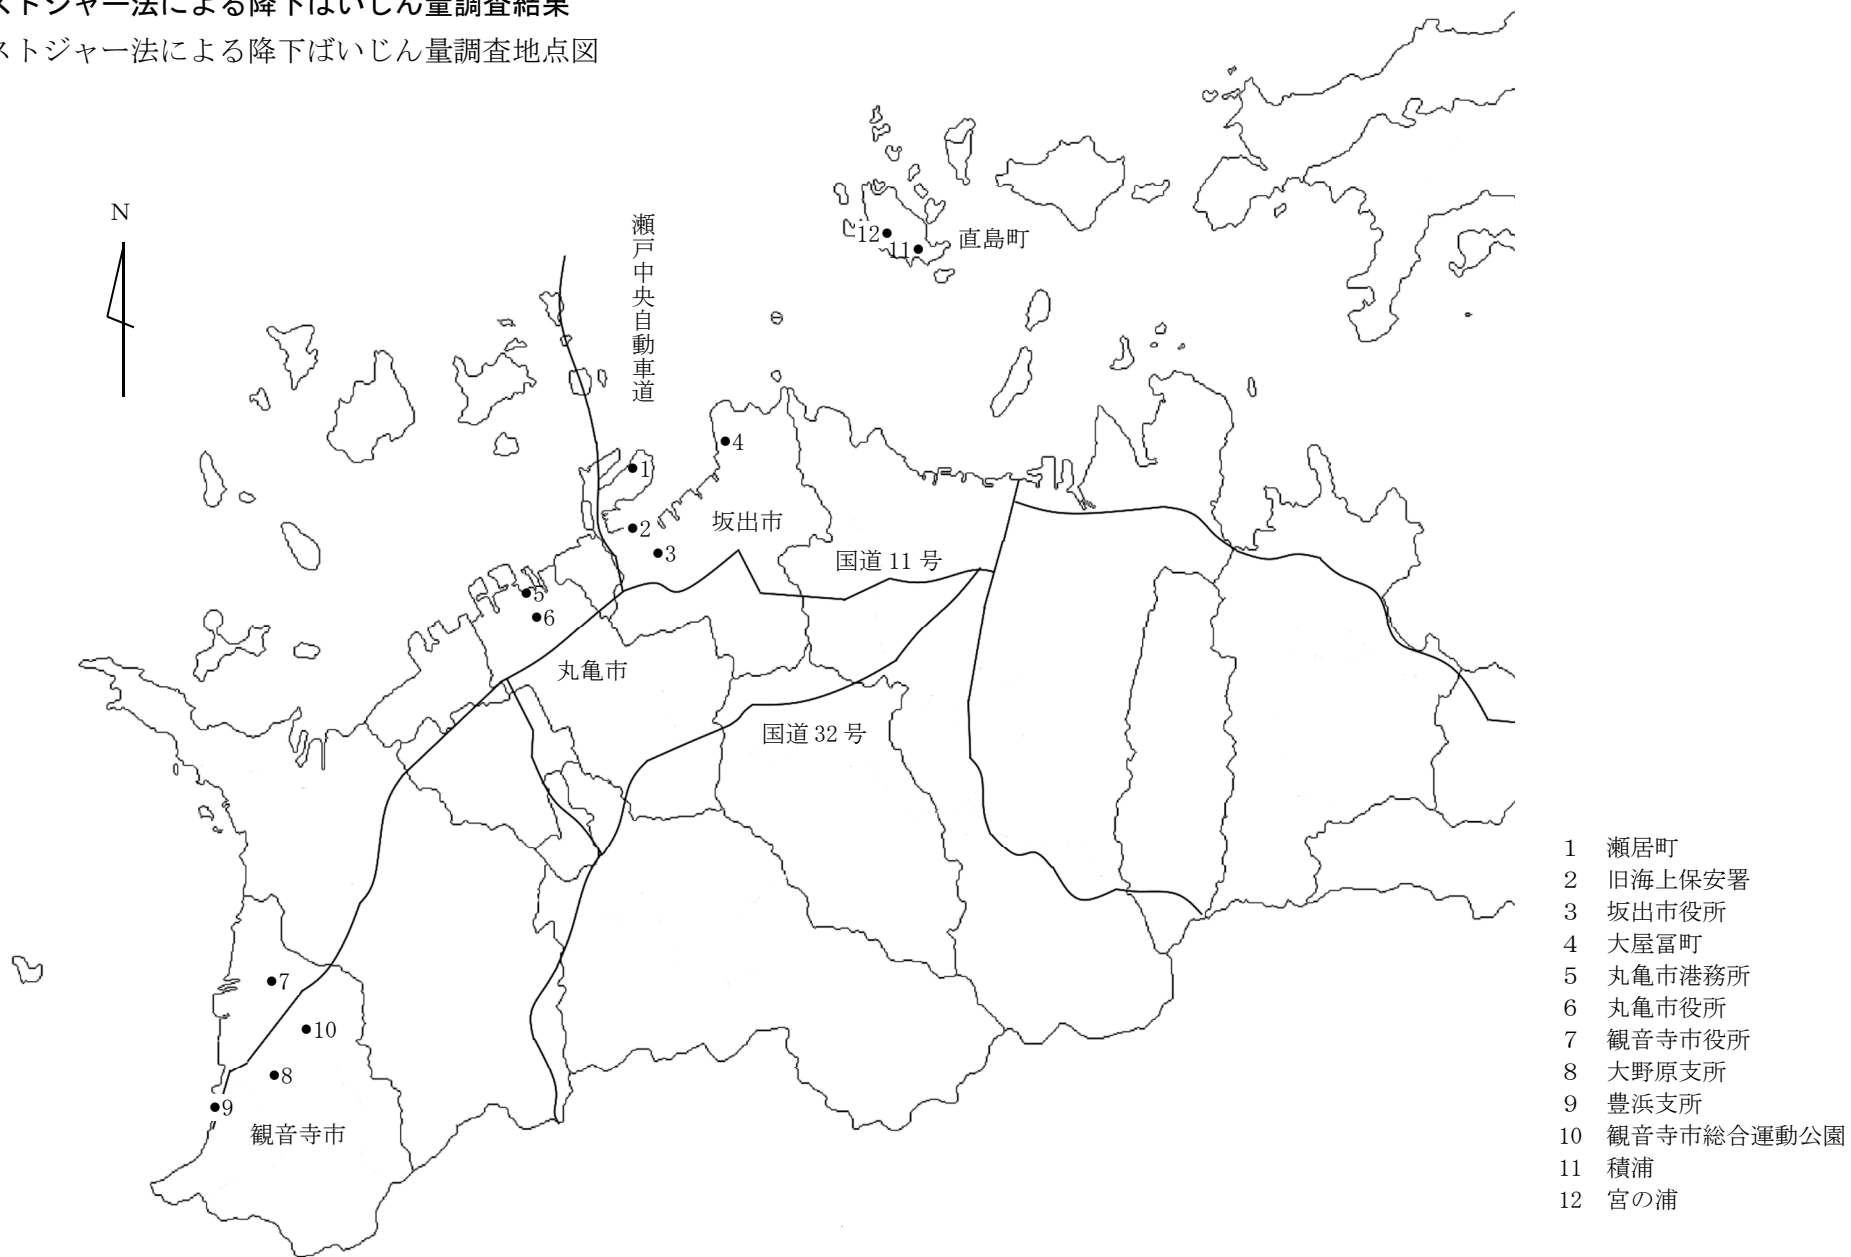 ストジャー法による降下ばいじん量調査結果
ストジャー法による降下ばいじん量調査地点図
N
瀬戸中央自動車道
12
11
直島町
4
1
2
3
坂出市
国道 11 号
5
6
丸亀市
国道 32 号
7
10
8
9
観音寺市
1 瀬居町
2 旧海上保安署
3 坂出市役所
4 大屋冨町
5 丸亀市港務所
6 丸亀市役所
7 観音寺市役所
8 大野原支所
9 豊浜支所
10 観音寺市総合運動公園
11 積浦
12 宮の浦